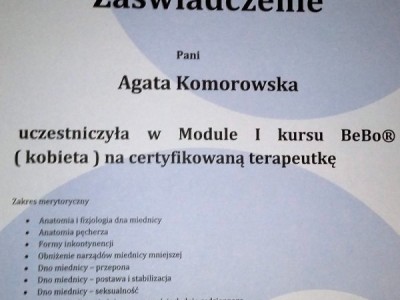 Zaświadczenie
Pani
Agata Komorowska
uczestniczyła w Module I kursu BeBo®
( kobieta ) na certyfikowaną terapeutkę
Zakres merytoryczny
• Anatomia i fizjologia dna miednicy
• Anatomia pęcherza
• Formy inkontynencji
• Obniżenie narządów miednicy mniejszej
• Dno miednicy – przepona
• Dno miednicy – postawa i stabilizacja
• Dno miednicy – seksualność